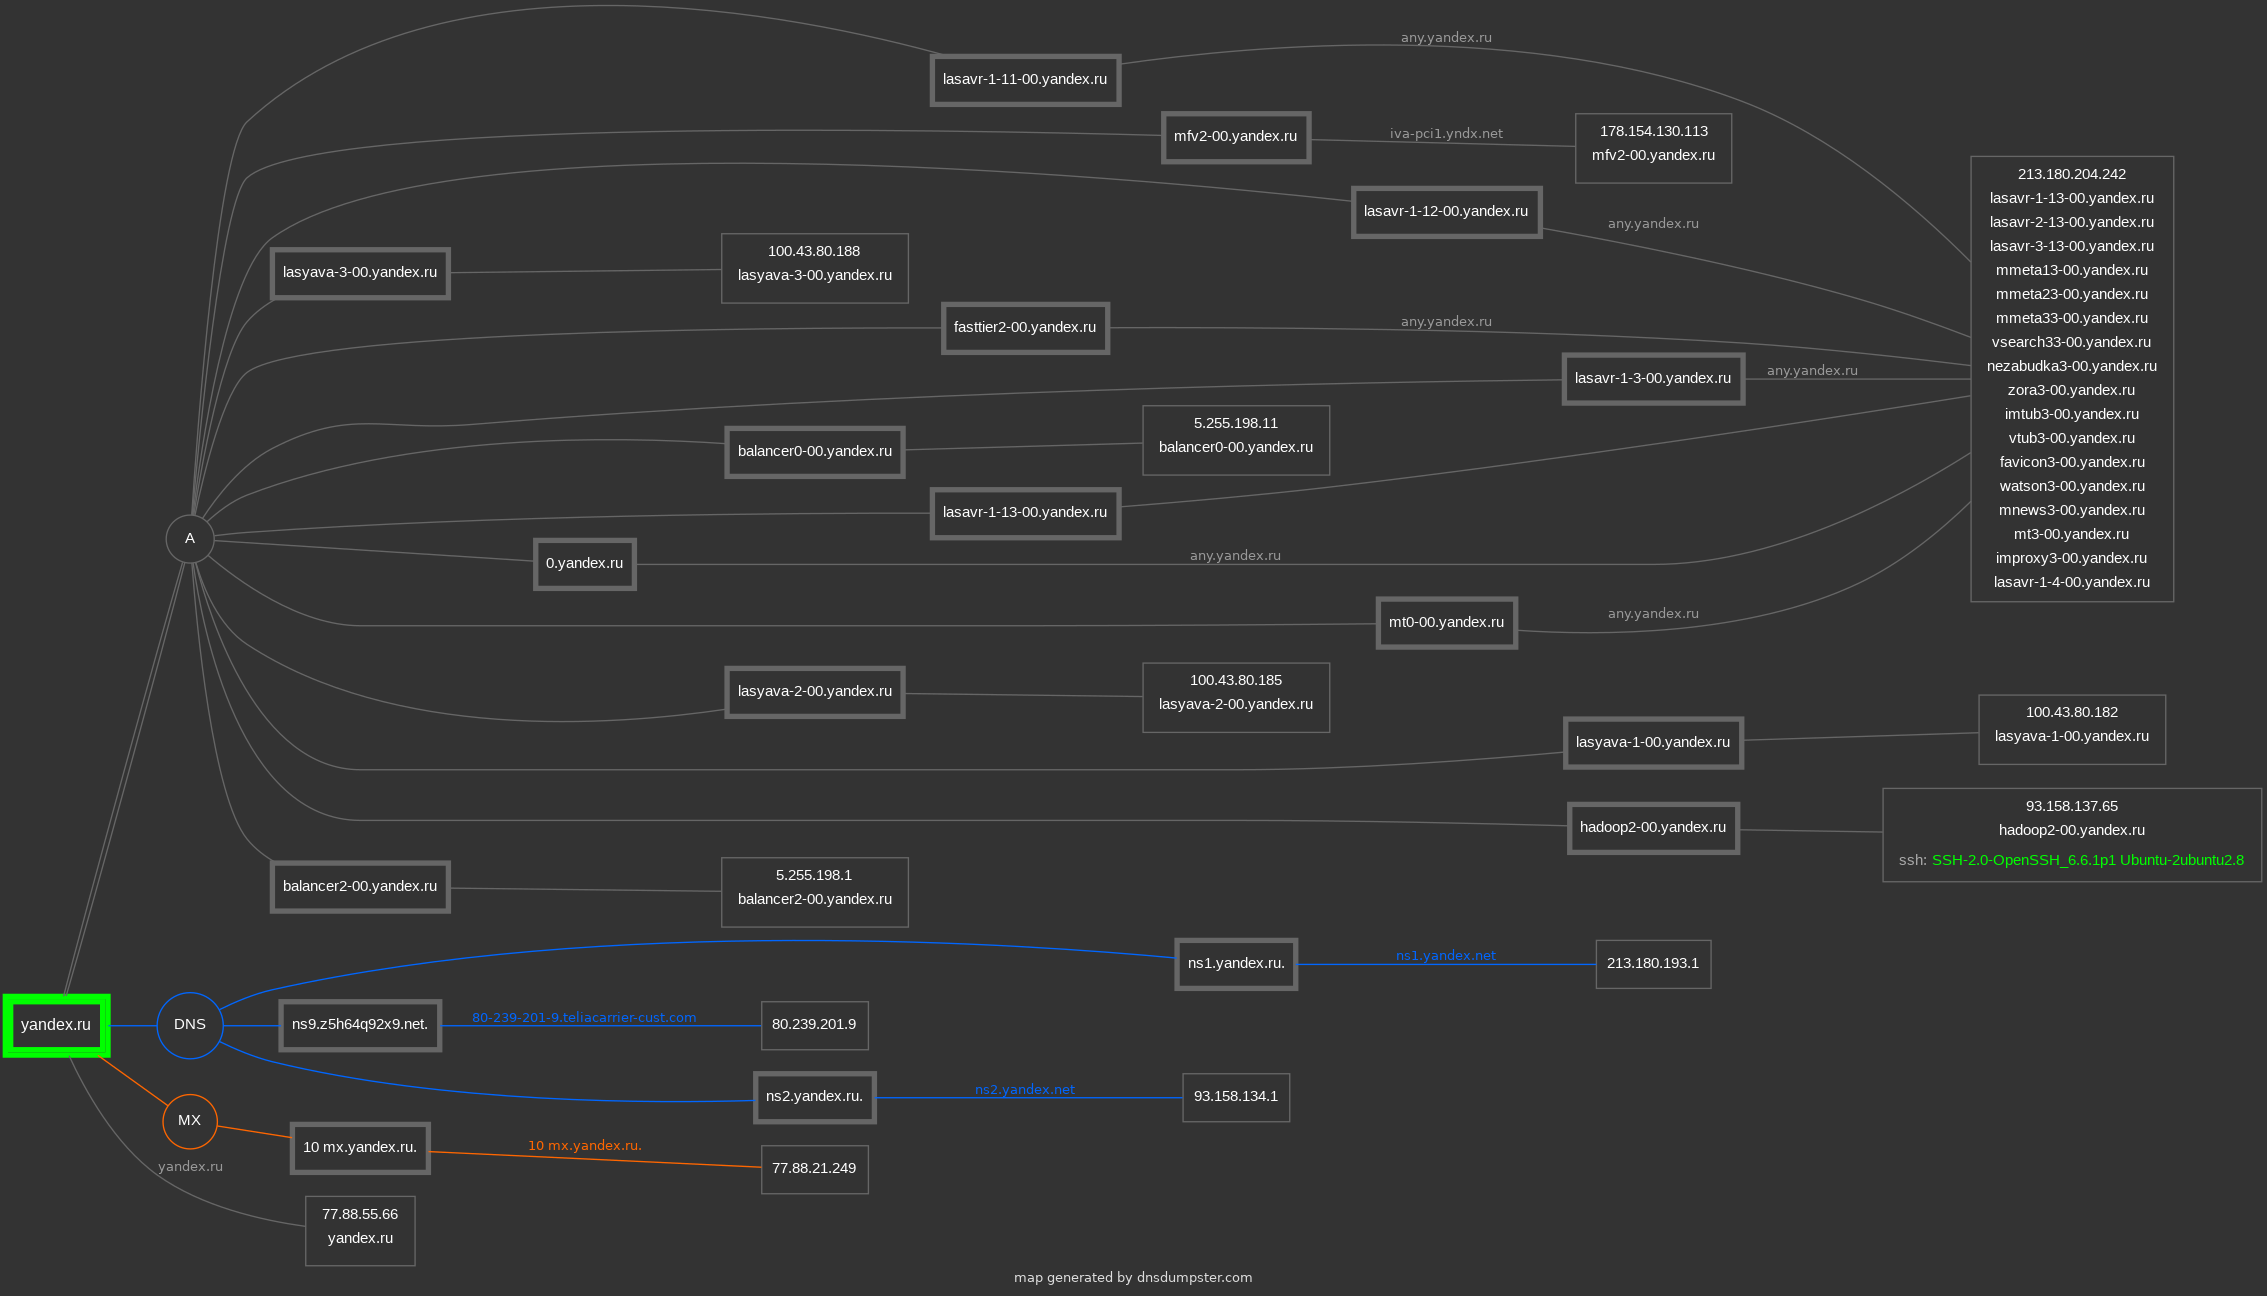 any.yandex.ru
lasavr-1-11-00.yandex.ru
mfv2-00.yandex.ru
iva-pci1.yndx.net
178.154.130.113
mfv2-00.yandex.ru
lasavr-1-12-00.yandex.ru
any.yandex.ru
213.180.204.242
lasavr-1-13-00.yandex.ru
lasavr-2-13-00.yandex.ru
lasavr-3-13-00.yandex.ru
mmeta13-00.yandex.ru
mmeta23-00.yandex.ru
mmeta33-00.yandex.ru
vsearch33-00.yandex.ru
nezabudka3-00.yandex.ru
zora3-00.yandex.ru
imtub3-00.yandex.ru
vtub3-00.yandex.ru
favicon3-00.yandex.ru
watson3-00.yandex.ru
mnews3-00.yandex.ru
mt3-00.yandex.ru
improxy3-00.yandex.ru
lasavr-1-4-00.yandex.ru
lasyava-3-00.yandex.ru
100.43.80.188
lasyava-3-00.yandex.ru
fasttier2-00.yandex.ru
any.yandex.ru
lasavr-1-3-00.yandex.ru
any.yandex.ru
balancer0-00.yandex.ru
5.255.198.11
balancer0-00.yandex.ru
lasavr-1-13-00.yandex.ru
A
0.yandex.ru
any.yandex.ru
mt0-00.yandex.ru
any.yandex.ru
lasyava-2-00.yandex.ru
100.43.80.185
lasyava-2-00.yandex.ru
lasyava-1-00.yandex.ru
100.43.80.182
lasyava-1-00.yandex.ru
hadoop2-00.yandex.ru
93.158.137.65
hadoop2-00.yandex.ru
ssh: SSH-2.0-OpenSSH_6.6.1p1 Ubuntu-2ubuntu2.8
balancer2-00.yandex.ru
5.255.198.1
balancer2-00.yandex.ru
ns1.yandex.ru.
ns1.yandex.net
213.180.193.1
yandex.ru
DNS
ns9.z5h64q92x9.net.
80-239-201-9.teliacarrier-cust.com
80.239.201.9
ns2.yandex.ru.
ns2.yandex.net
93.158.134.1
MX
10 mx.yandex.ru.
10 mx.yandex.ru.
77.88.21.249
yandex.ru
77.88.55.66
yandex.ru
map generated by dnsdumpster.com